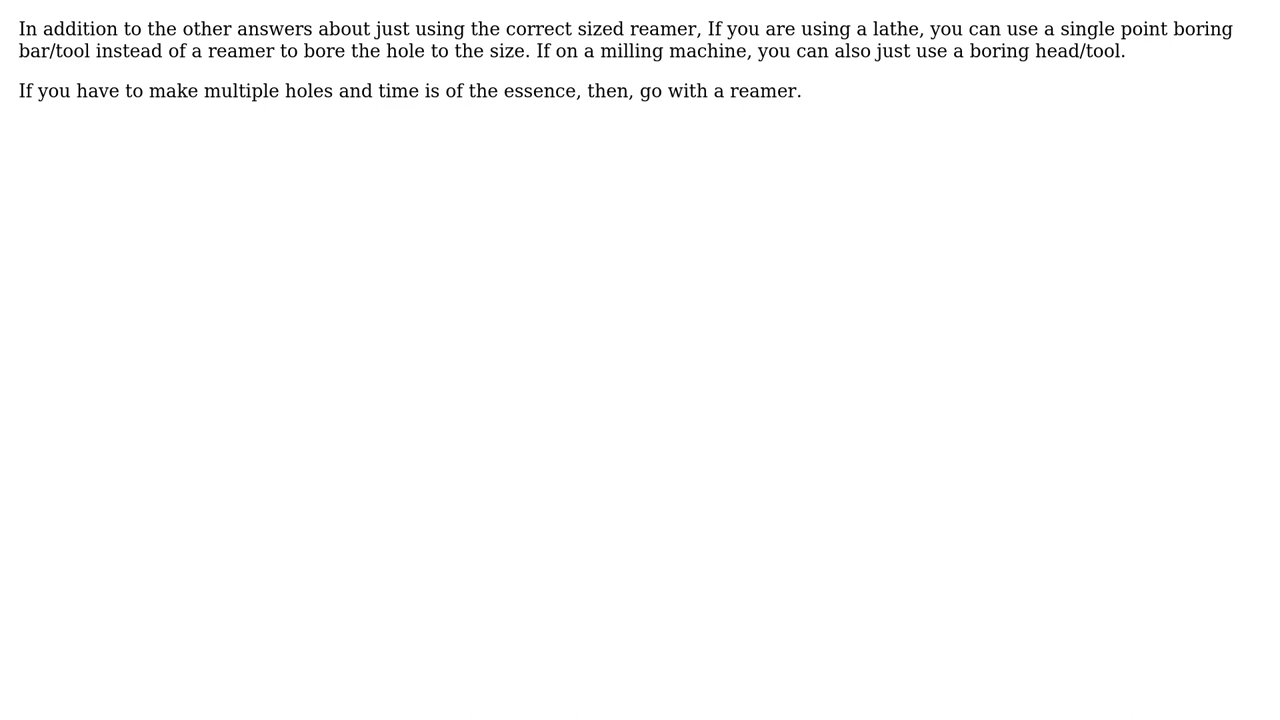 In addition to the other answers about just using the correct sized reamer, If you are using a lathe, you can use a single point boring
bar/tool instead of a reamer to bore the hole to the size. If on a milling machine, you can also just use a boring head/tool.
If you have to make multiple holes and time is of the essence, then, go with a reamer.